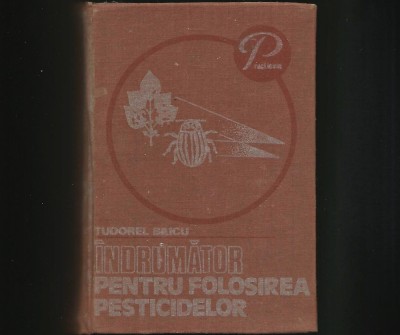 TUDOREL BAICU
ÎNDRUMĂTOR
PENTRU FOLOSIREA
PESTICIDELOR